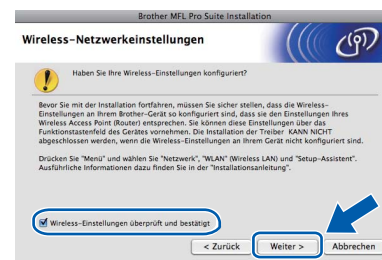 Brother MFL Pro Suite Installation
Wireless-Netzwerkeinstellungen
Haben Sie Ihre Wireless-Einstellungen konfiguriert?
Bevor Sie mit der Installation fortfahren, müssen Sie sicher stellen, dass die Wireless-
Einstellungen an Ihrem Brother-Gerät so konfiguriert sind, dass sie den Einstellungen Ihres
Wireless Access Point (Router) entsprechen. Sie können diese Einstellungen über das
Funktionstastenfeld des Gerätes vornehmen. Die Installation der Treiber KANN NICHT
abgeschlossen werden, wenn die Wireless-Einstellungen an Ihrem Gerät nicht konfiguriert sind.
Drücken Sie "Menü" und wählen Sie "Netzwerk", "WLAN" (Wireless LAN) und "Setup-Assistent".
Ausführliche Informationen dazu finden Sie in der "Installationsanleitung".
Wireless-Einstellungen überprüft und bestätigt
< Zurück Weiter > Abbrechen